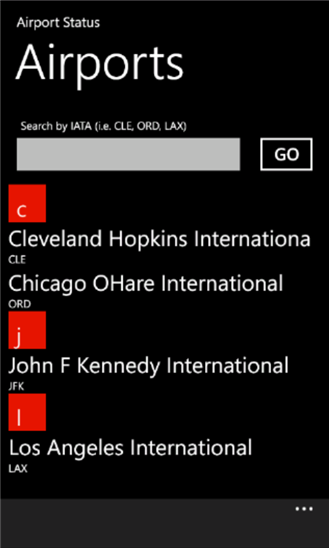 Airport Status
Airports
Search by IATA (i.e. CLE, ORD, LAX)
GO
c
Cleveland Hopkins Internationa
CLE
Chicago OHare International
ORD
j
John F Kennedy International
JFK
l
Los Angeles International
LAX
...